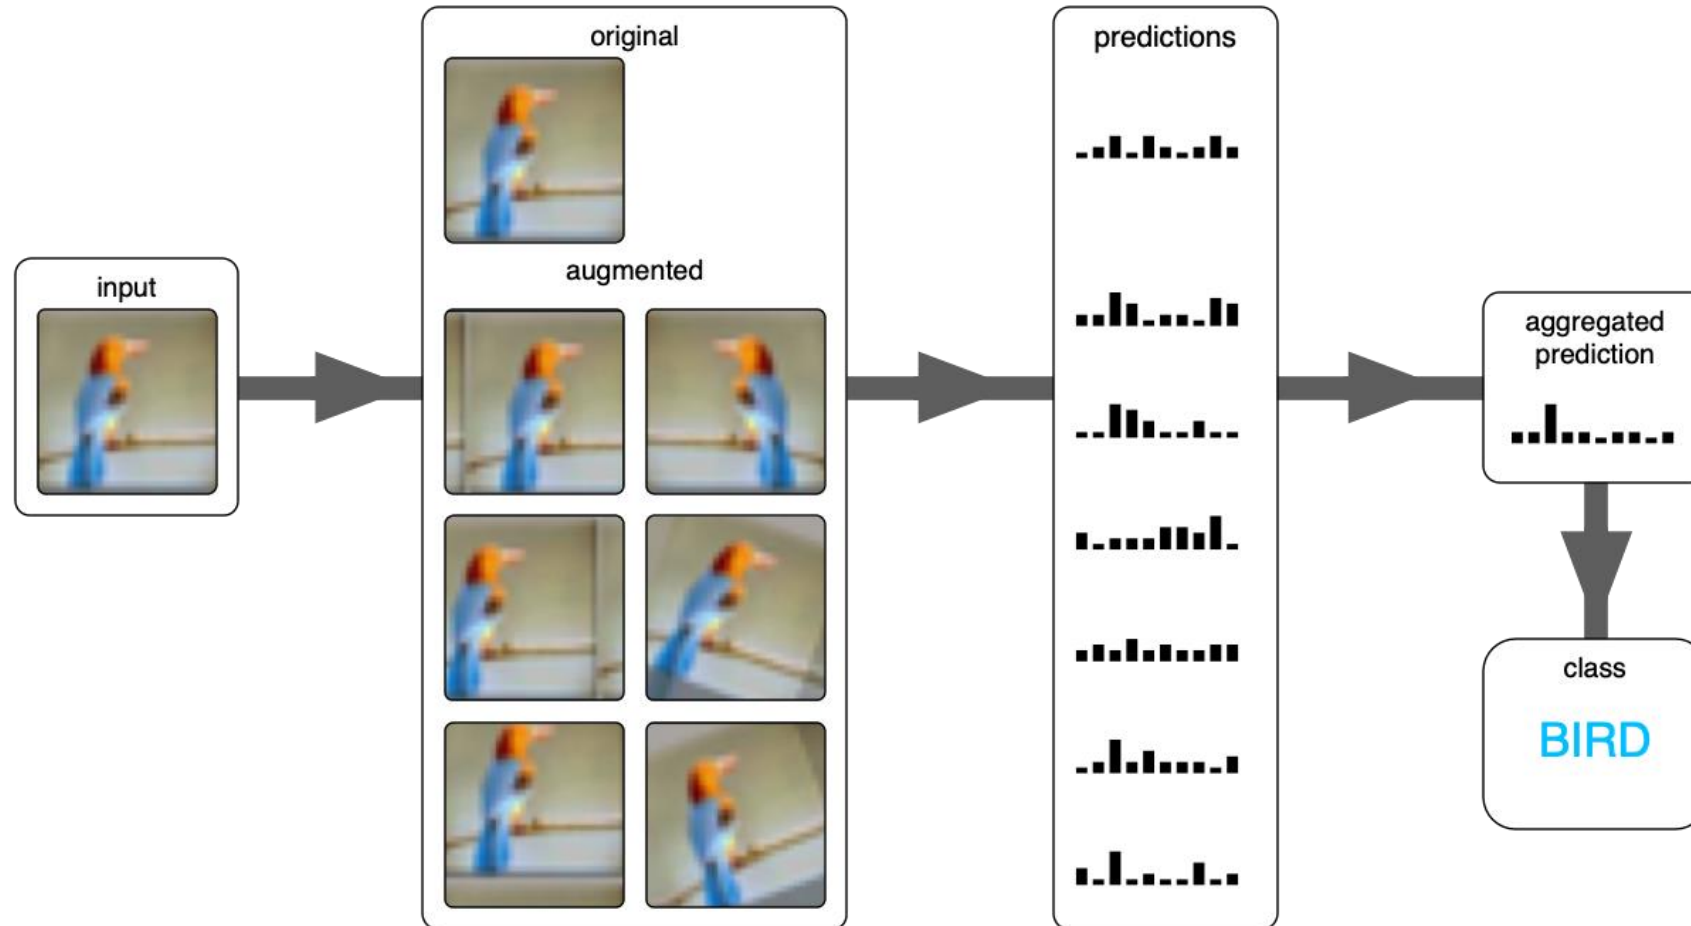 input
original
augmented
predictions
aggregated
prediction
class
BIRD